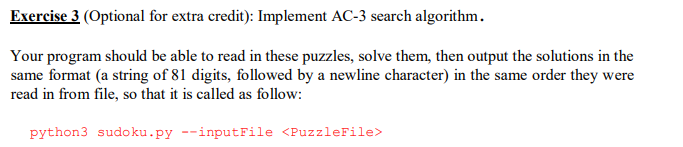 Exercise 3 (Optional for extra credit): Implement AC-3 search algorithm.
Your program should be able to read in these puzzles, solve them, then output the solutions in the
same format (a string of 81 digits, followed by a newline character) in the same order they were
read in from file, so that it is called as follow:
python3 sudoku.py --inputFile <PuzzleFile>